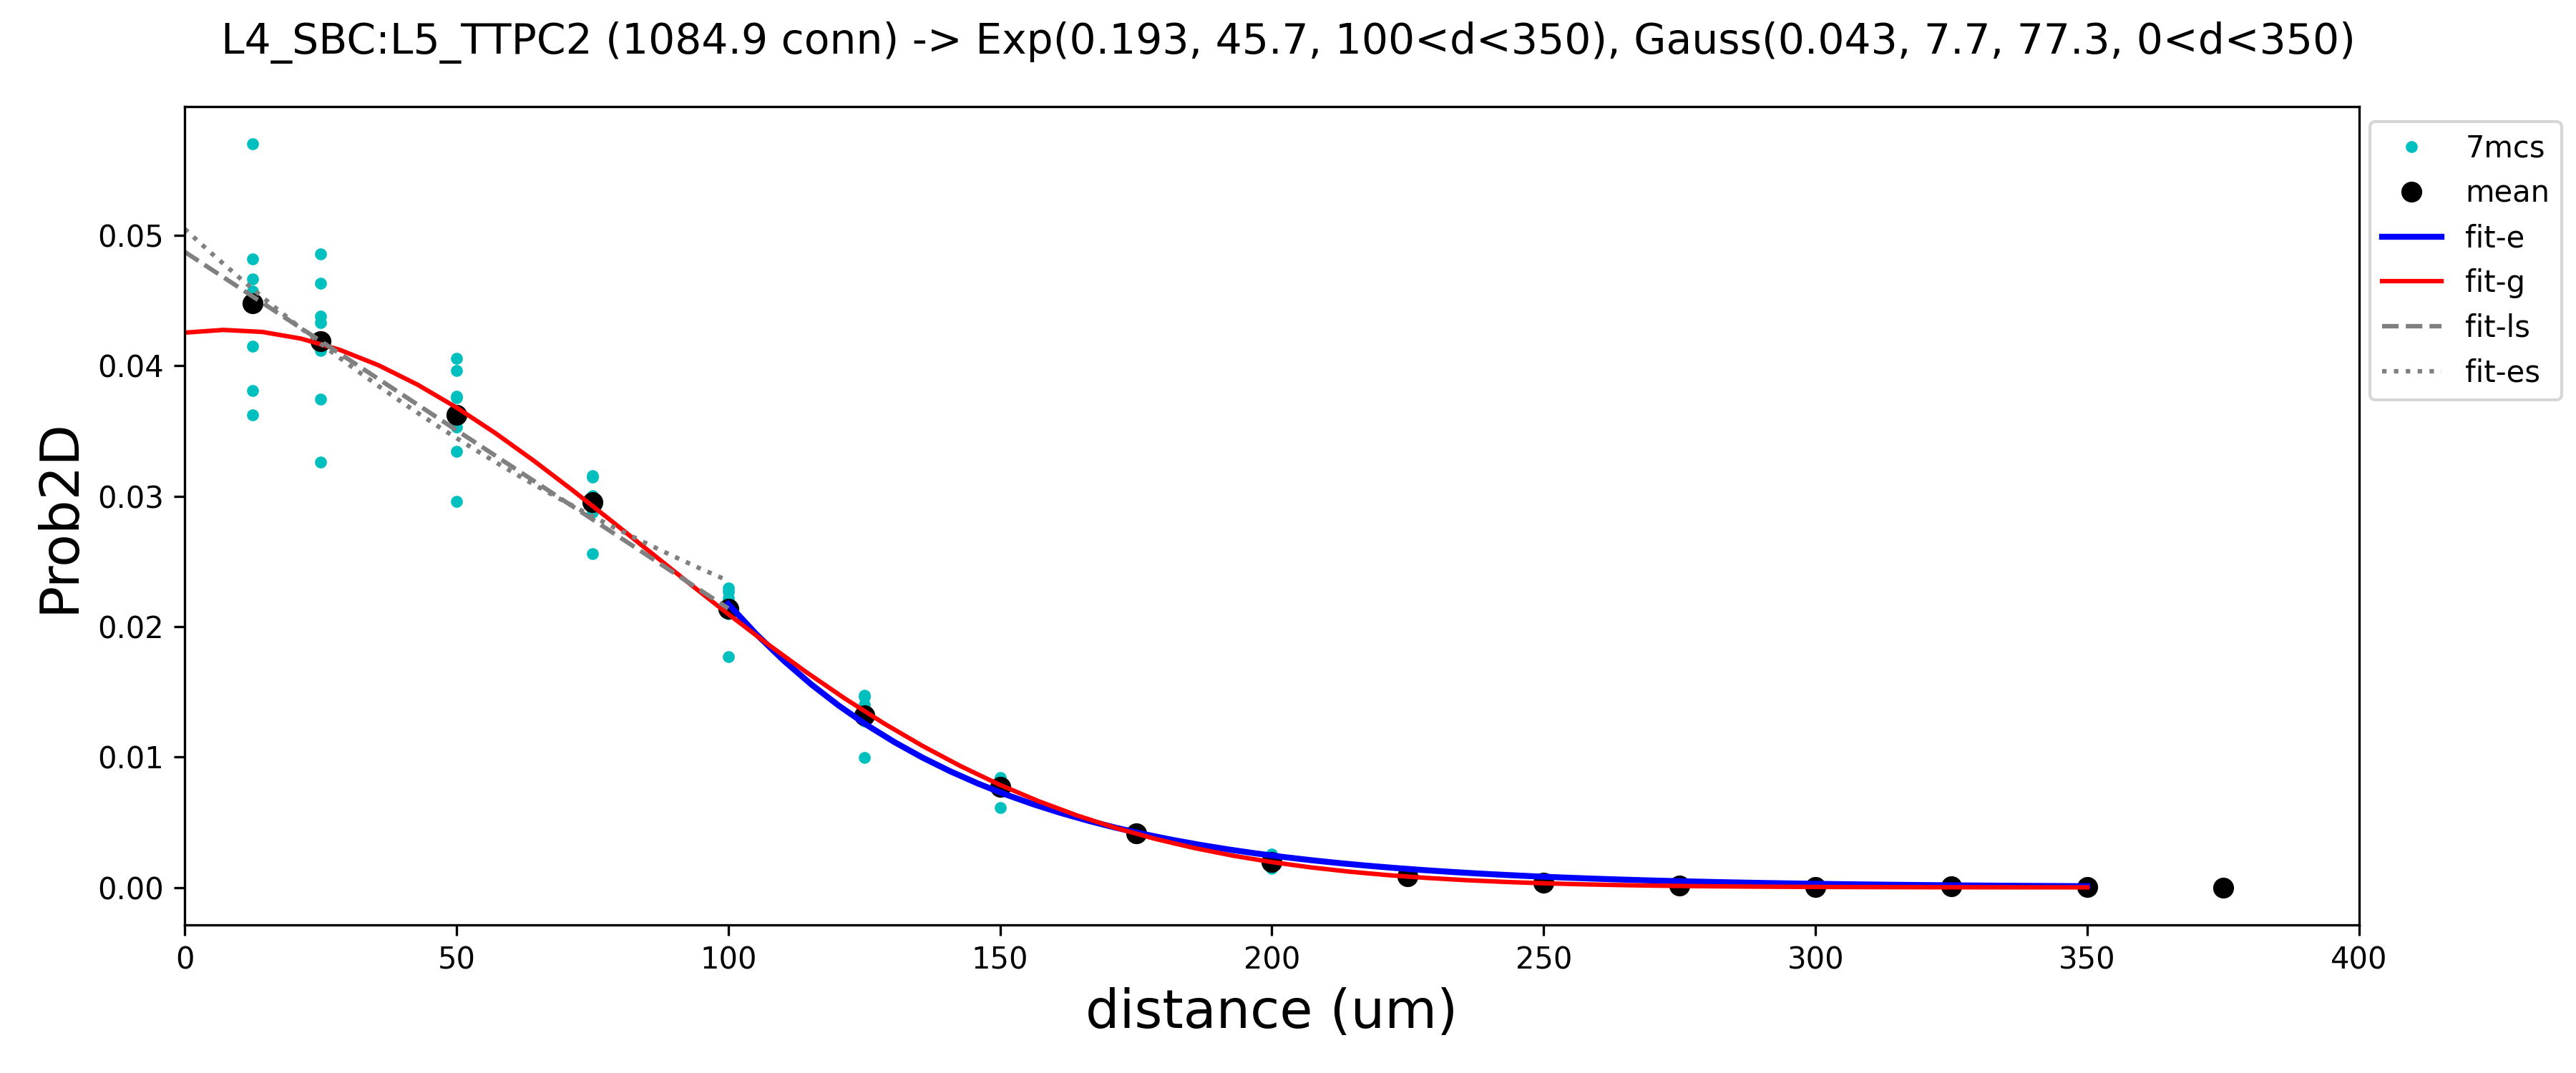 L4_SBC:L5_TTPC2 (1084.9 conn) -> Exp(0.193, 45.7, 100<d<350), Gauss(0.043, 7.7, 77.3, 0<d<350)
7mcs
mean
fit-e
fit-g
fit-ls
fit-es
0.05
0.04
0.03
0.02
0.01
0.00
Prob2D
0 50 100 150 200 250 300 350 400
distance (um)